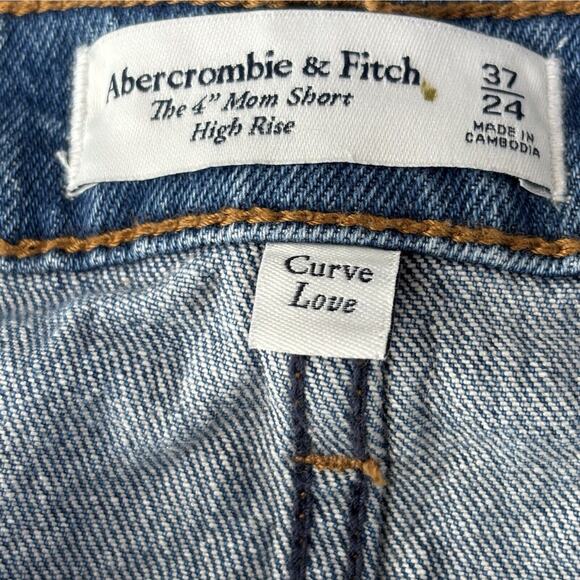 Abercrombie & Fitch
The 4" Mom Short
High Rise
37
24
MADE IN
CAMBODIA
Curve
Love